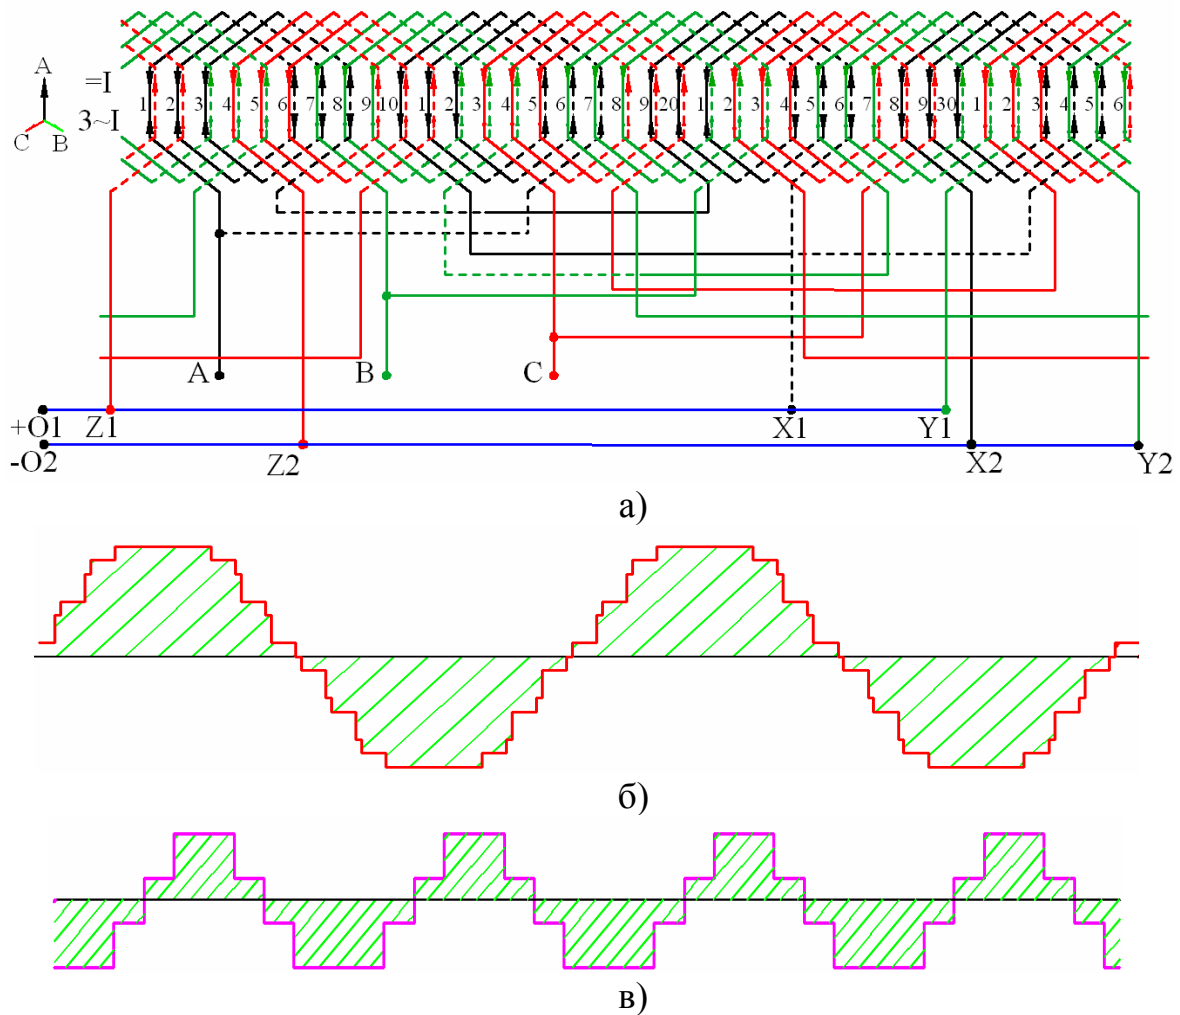 A
=I
3~I
C B
1 2 3 4 5 6 7 8 9 10 1 2 3 4 5 6 7 8 9 20 1 2 3 4 5 6 7 8 9 30 1 2 3 4 5 6
A B C
+O1 Z1 X1 Y1
-O2 Z2 X2 Y2
а)
б)
в)